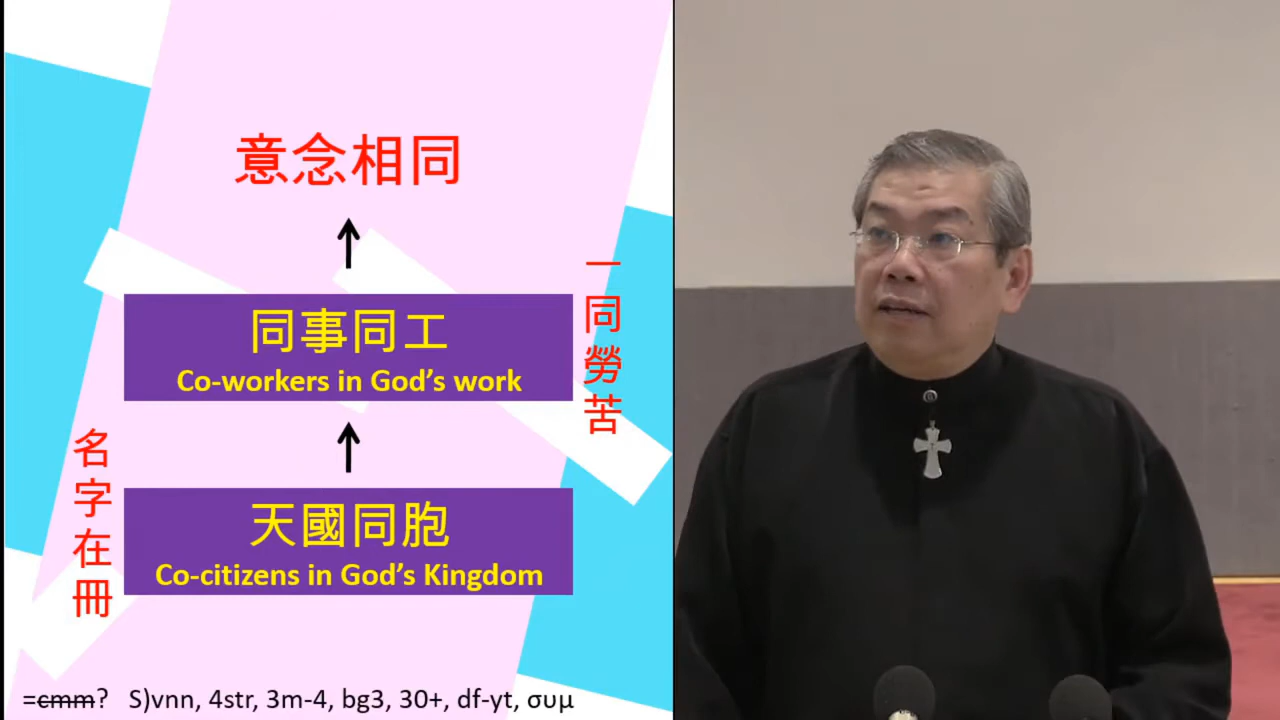 意念相同
同事同工
Co-workers in God's work
一同勞苦
天國同胞
Co-citizens in God's Kingdom
名字在冊
=cmm? S)vnn, 4str, 3m-4, bg3, 30+, df-yt, συμ